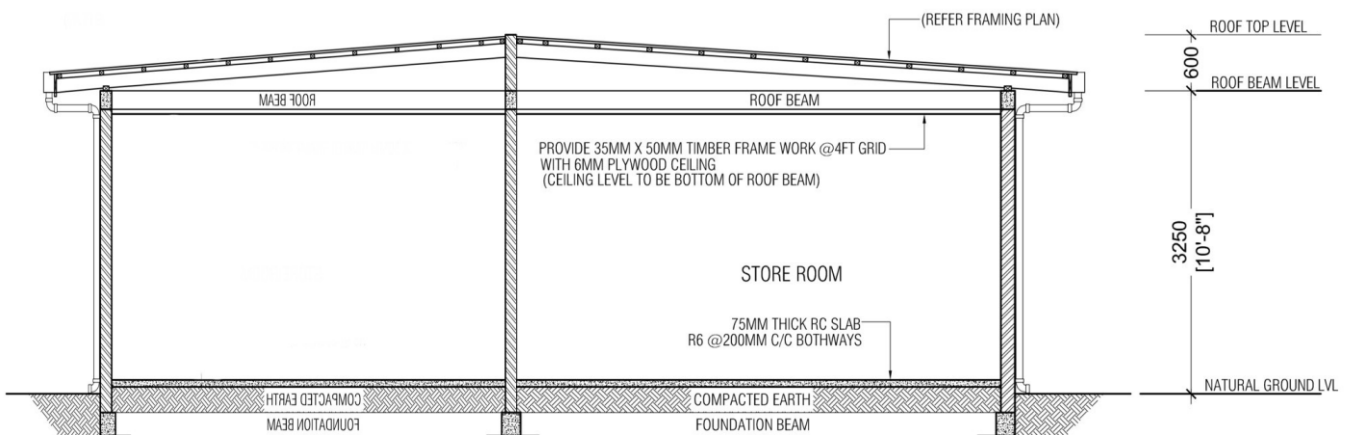 (REFER FRAMING PLAN)
ROOF TOP LEVEL
600
ROOF BEAM LEVEL
ROOF BEAM
ROOF BEAM
PROVIDE 35MM X 50MM TIMBER FRAME WORK @4FT GRID
WITH 6MM PLYWOOD CEILING
(CEILING LEVEL TO BE BOTTOM OF ROOF BEAM)
3250
[10'-8"]
STORE ROOM
75MM THICK RC SLAB
R6 @200MM C/C BOTHWAYS
NATURAL GROUND LVL
COMPACTED EARTH
COMPACTED EARTH
FOUNDATION BEAM
FOUNDATION BEAM